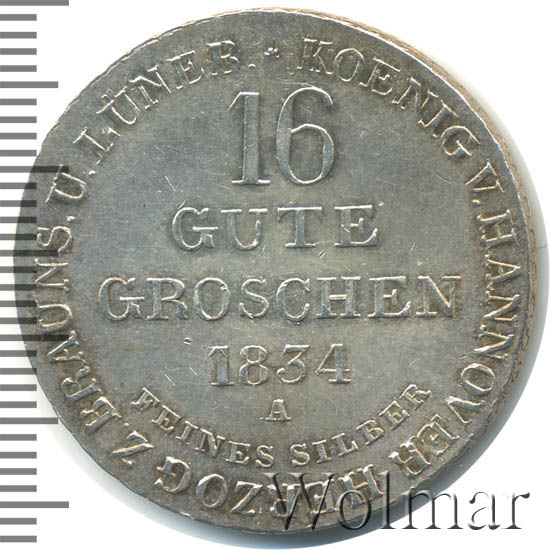 KOENIG V. HANNOVER HERZOG Z. BRAUNS. U. LÜNEB. *
16
GUTE
GROSCHEN
1834
A
FEINES SILBER
Wolmar